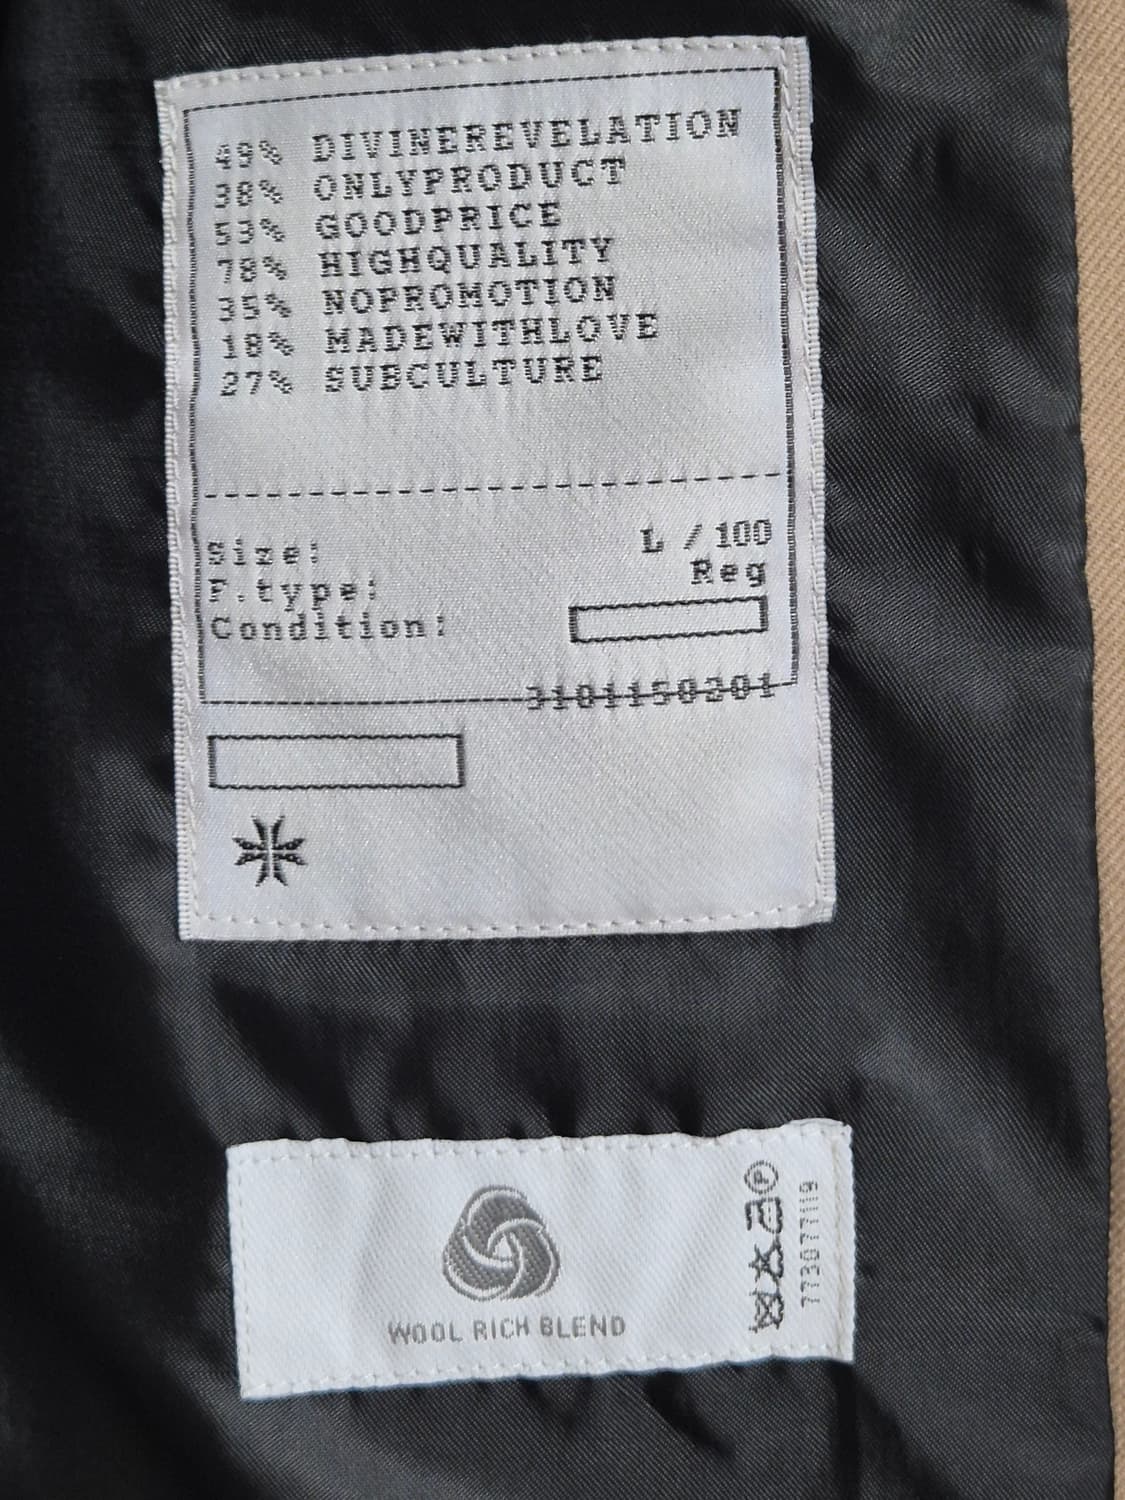 49% DIVINEREVELATION
38% ONLYPRODUCT
53% GOODPRICE
78% HIGHQUALITY
35% NOPROMOTION
18% MADEWITHLOVE
27% SUBCULTURE
Size: L / 100
F.type: Reg
Condition:
3101150301
WOOL RICH BLEND
P
773077119